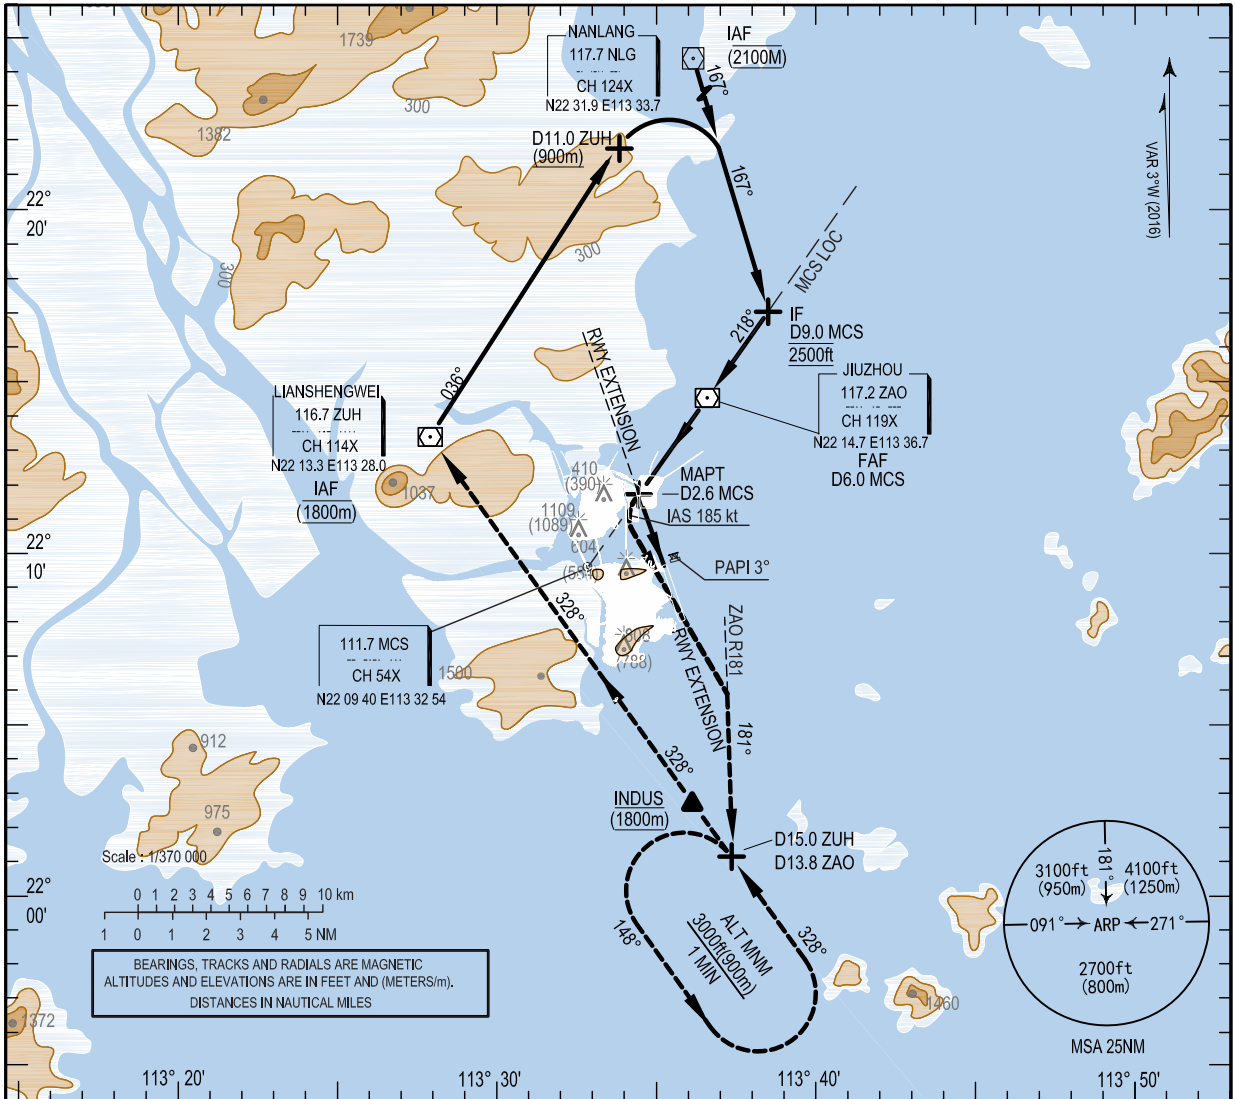 1739
NANLANG
117.7 NLG
CH 124X
N22 31.9 E113 33.7
IAF
(2100M)
167°
300
1382
D11.0 ZUH
(900m)
VAR 3°W (2016)
167°
22°
20'
300
300
MCS LOC
IF
D9.0 MCS
2500ft
218°
RWY EXTENSION
JIUZHOU
117.2 ZAO
CH 119X
N22 14.7 E113 36.7
FAF
D6.0 MCS
036°
LIANSHENGWEI
116.7 ZUH
CH 114X
N22 13.3 E113 28.0
IAF
(1800m)
1037
410
(390)
MAPT
D2.6 MCS
IAS 185 kt
1109
(1089)
604
22°
10'
PAPI 3°
328°
ZAO R181
111.7 MCS
CH 54X
N22 09 40 E113 32 54
1500
808
(788)
RWY EXTENSION
181°
912
328°
975
INDUS
(1800m)
D15.0 ZUH
D13.8 ZAO
Scale : 1/370 000
0 1 2 3 4 5 6 7 8 9 10 km
1 0 1 2 3 4 5 NM
22°
00'
148°
ALT MNM
3000ft(900m)
1 MIN
328°
181°
3100ft
(950m)
4100ft
(1250m)
091°
ARP
271°
2700ft
(800m)
MSA 25NM
BEARINGS, TRACKS AND RADIALS ARE MAGNETIC
ALTITUDES AND ELEVATIONS ARE IN FEET AND (METERS/m).
DISTANCES IN NAUTICAL MILES
1372
1460
113° 20'
113° 30'
113° 40'
113° 50'